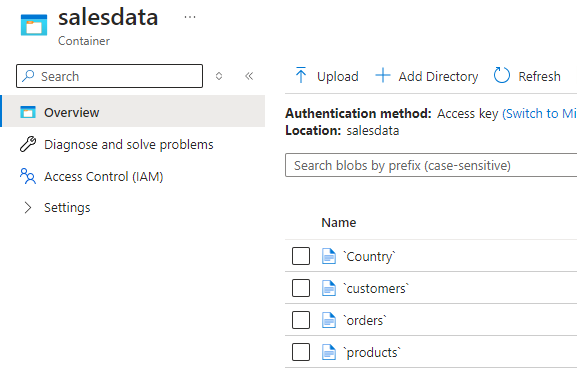 salesdata ...
Container
Search
Overview
Diagnose and solve problems
Access Control (IAM)
Settings
Upload Add Directory Refresh
Authentication method: Access key (Switch to Mi
Location: salesdata
Search blobs by prefix (case-sensitive)
Name
`Country`
`customers`
`orders`
`products`